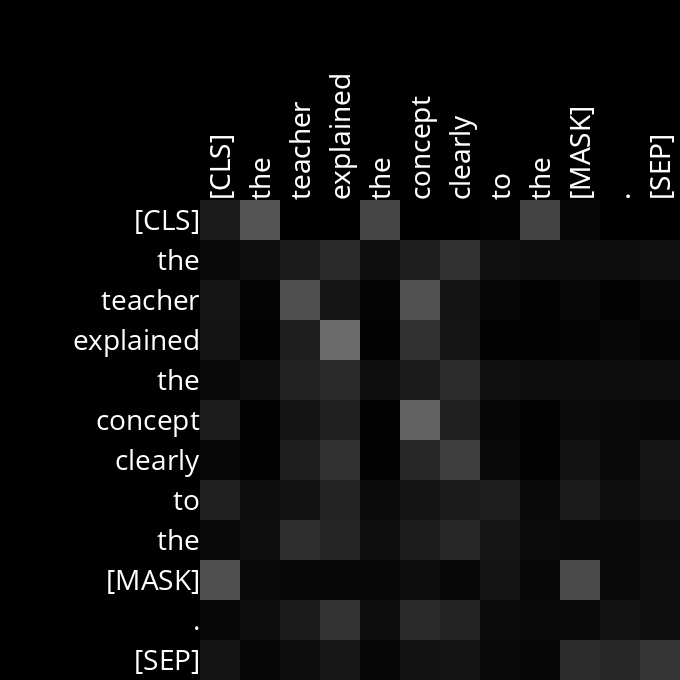 [CLS] the teacher explained the concept clearly to the [MASK] . [SEP]
[CLS]
the
teacher
explained
the
concept
clearly
to
the
[MASK]
.
[SEP]